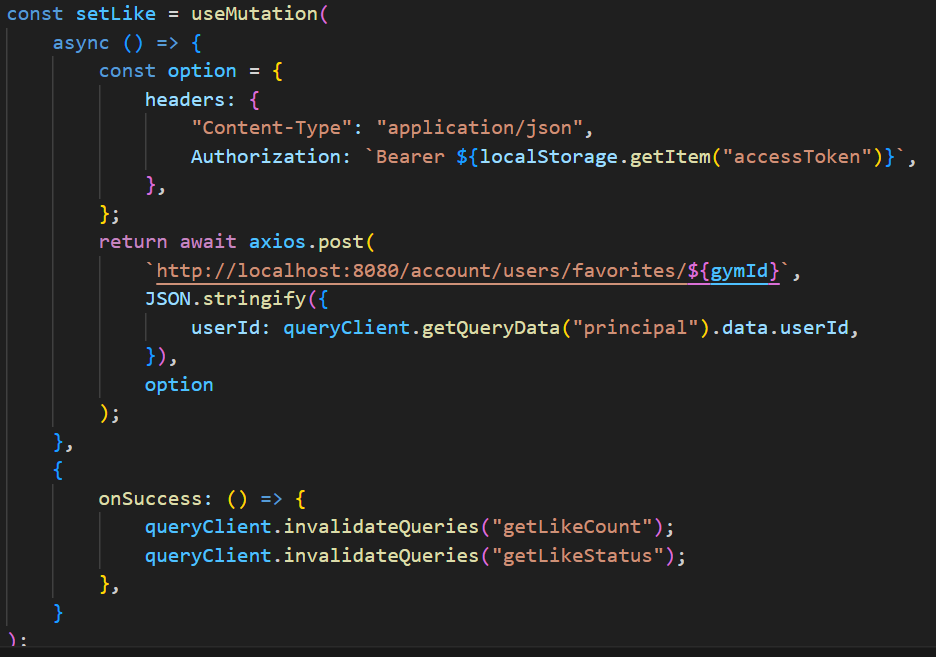 const setLike = useMutation(
    async () => {
        const option = {
            headers: {
                "Content-Type": "application/json",
                Authorization: `Bearer ${localStorage.getItem("accessToken")}`,
            },
        };
        return await axios.post(
            `http://localhost:8080/account/users/favorites/${gymId}`,
            JSON.stringify({
                userId: queryClient.getQueryData("principal").data.userId,
            }),
            option
        );
    },
    {
        onSuccess: () => {
            queryClient.invalidateQueries("getLikeCount");
            queryClient.invalidateQueries("getLikeStatus");
        },
    }
);